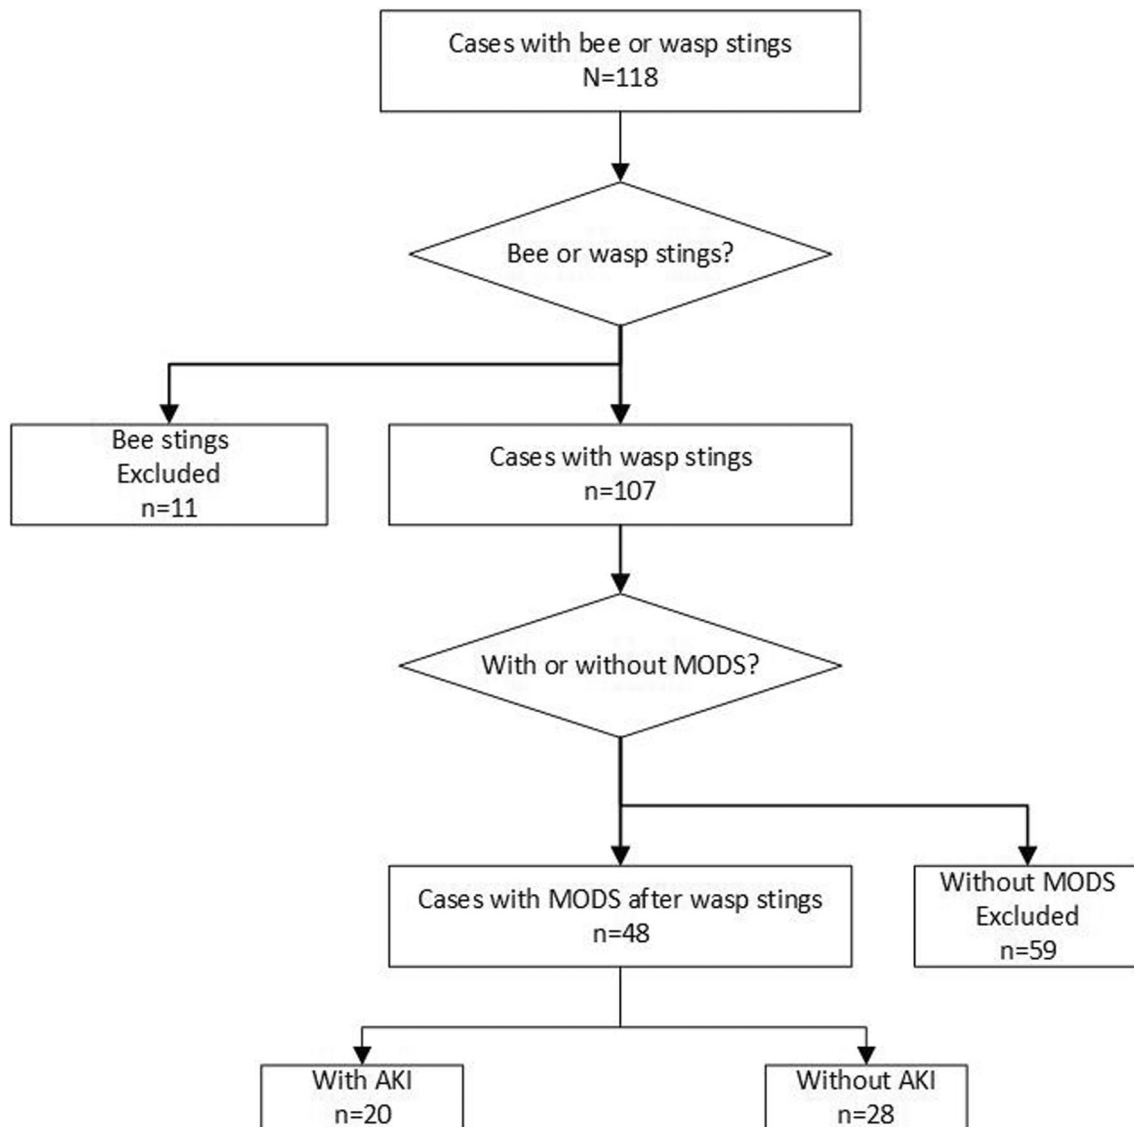 Cases with bee or wasp stings
N=118
Bee or wasp stings?
Bee stings
Excluded
n=11
Cases with wasp stings
n=107
With or without MODS?
Cases with MODS after wasp stings
n=48
Without MODS
Excluded
n=59
With AKI
n=20
Without AKI
n=28